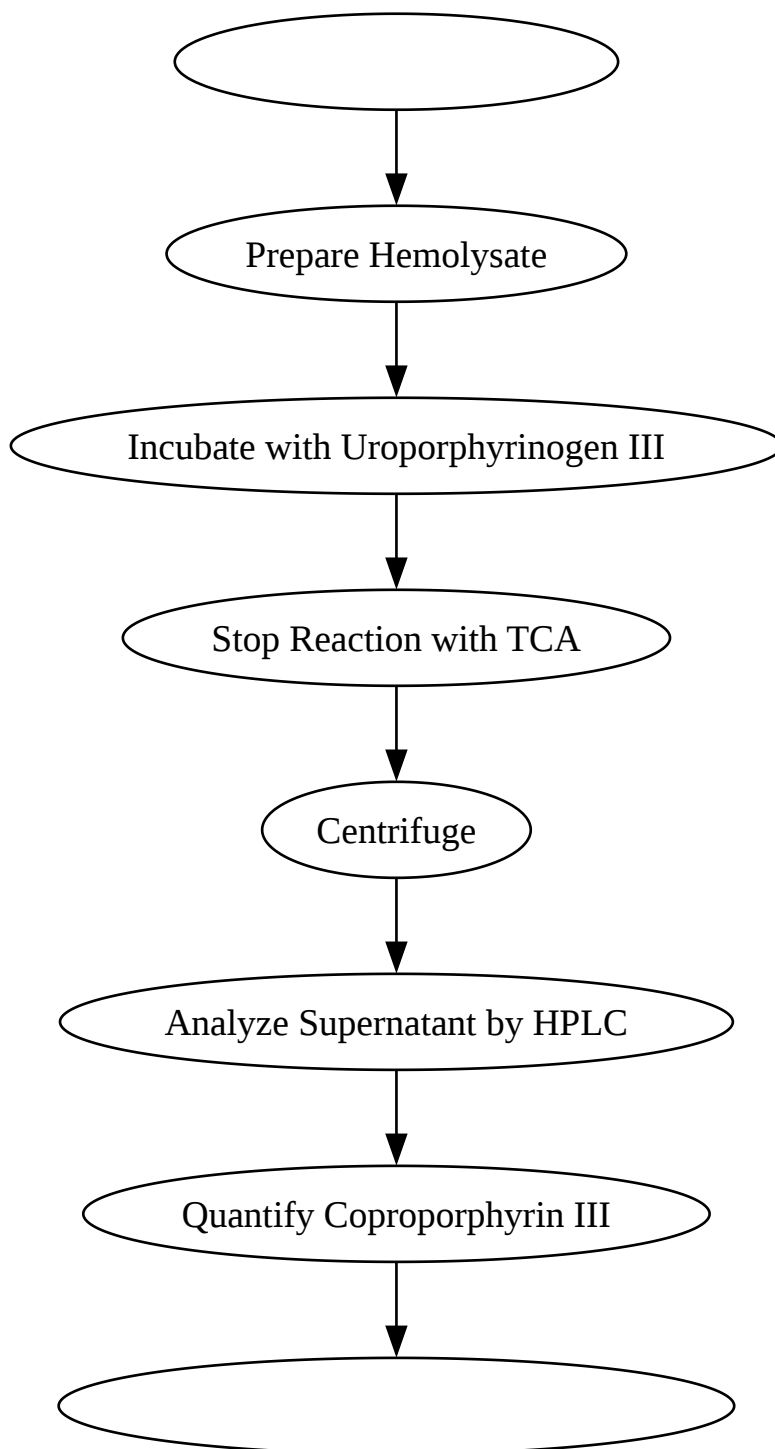 Prepare Hemolysate
Incubate with Uroporphyrinogen III
Stop Reaction with TCA
Centrifuge
Analyze Supernatant by HPLC
Quantify Coproporphyrin III